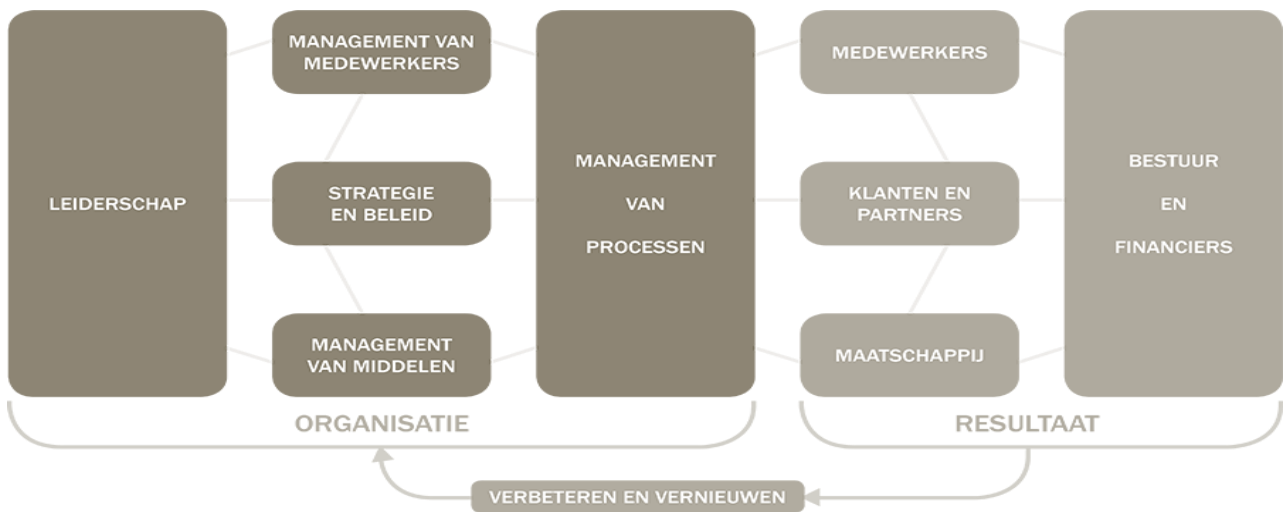 LEIDERSCHAP
MANAGEMENT VAN
MEDEWERKERS
STRATEGIE
EN BELEID
MANAGEMENT
VAN MIDDELEN
MANAGEMENT
VAN
PROCESSEN
MEDEWERKERS
KLANTEN EN
PARTNERS
MAATSCHAPPIJ
BESTUUR
EN
FINANCIERS
ORGANISATIE
RESULTAAT
VERBETEREN EN VERNIEUWEN